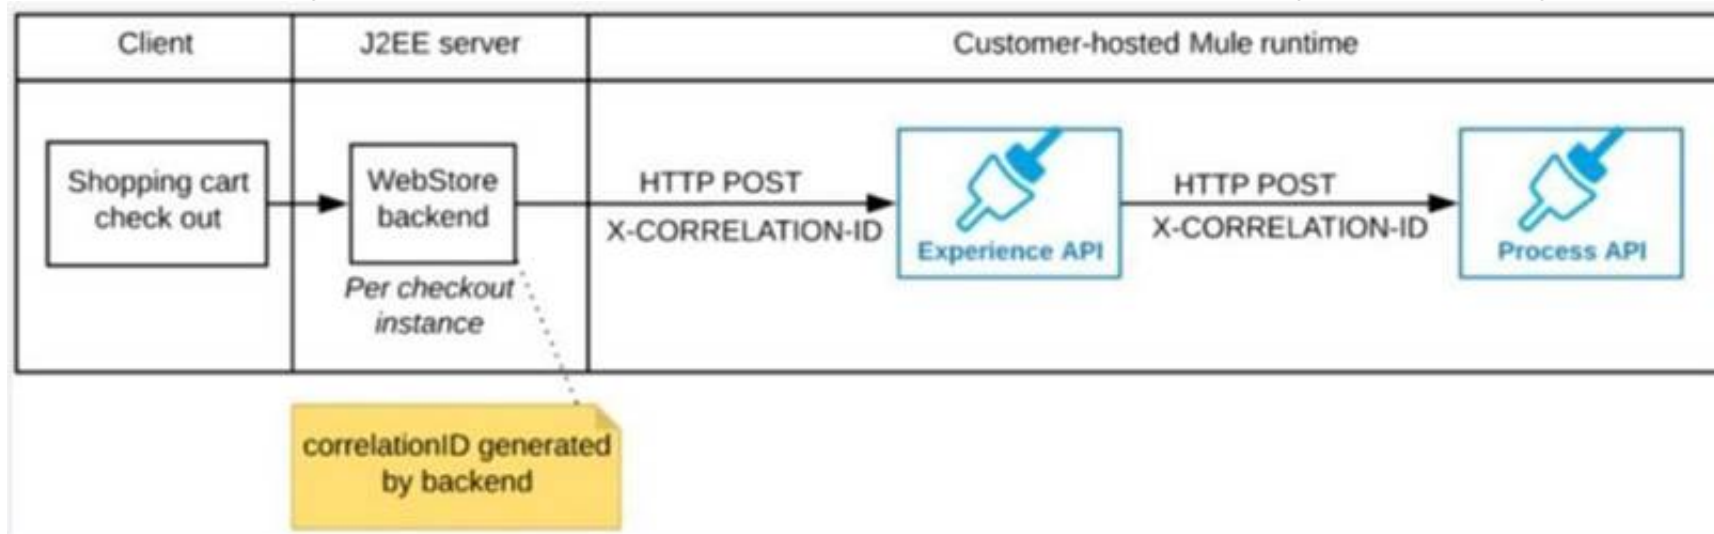 Client
J2EE server
Customer-hosted Mule runtime
Shopping cart
check out
WebStore
backend
Per checkout
instance
HTTP POST
X-CORRELATION-ID
Experience API
HTTP POST
X-CORRELATION-ID
Process API
correlationID generated
by backend